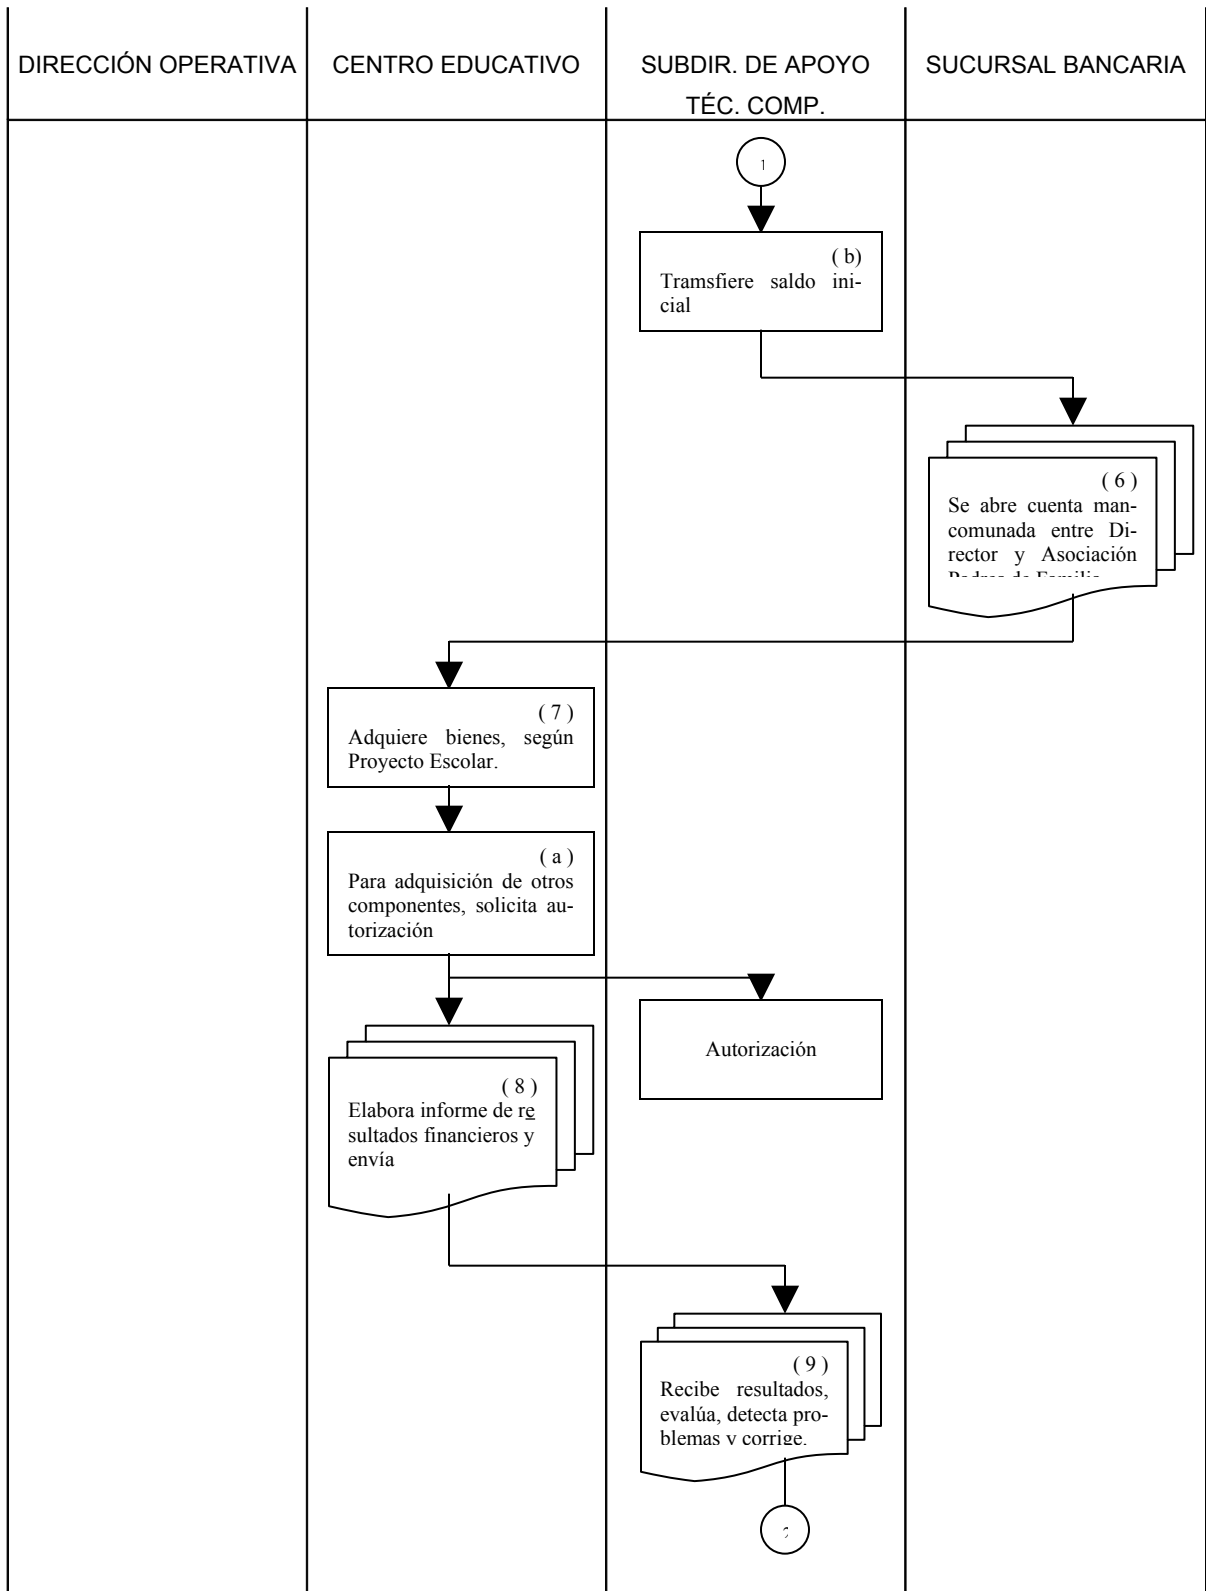 DIRECCIÓN OPERATIVA
CENTRO EDUCATIVO
SUBDIR. DE APOYO
TÉC. COMP.
SUCURSAL BANCARIA
1
( b)
Tramsfiere saldo ini-
cial
( 6 )
Se abre cuenta man-
comunada entre Di-
rector y Asociación
Padres de Familia
( 7 )
Adquiere bienes, según
Proyecto Escolar.
( a )
Para adquisición de otros
componentes, solicita au-
torización
Autorización
( 8 )
Elabora informe de re
sultados financieros y
envía
( 9 )
Recibe resultados,
evalúa, detecta pro-
blemas y corrige.